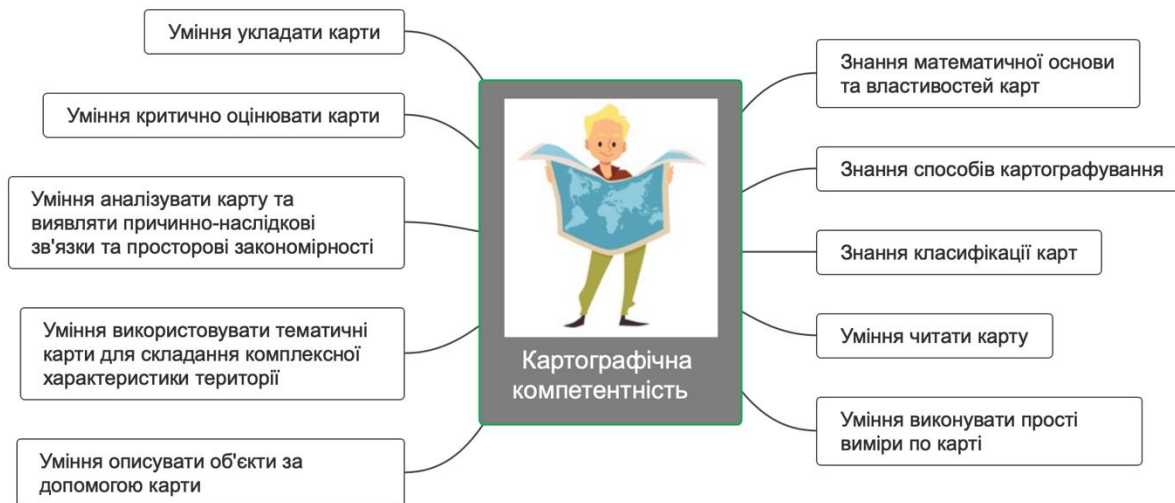 Уміння укладати карти
Уміння критично оцінювати карти
Уміння аналізувати карту та
виявляти причинно-наслідкові
зв'язки та просторові закономірності
Уміння використовувати тематичні
карти для складання комплексної
характеристики території
Уміння описувати об'єкти за
допомогою карти
Картографічна
компетентність
Знання математичної основи
та властивостей карт
Знання способів картографування
Знання класифікації карт
Уміння читати карту
Уміння виконувати прості
виміри по карті